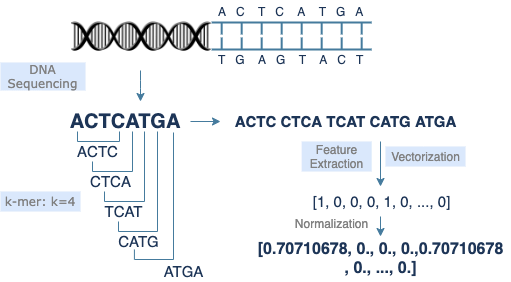 A C T C A T G A
T G A G T A C T
DNA
Sequencing
ACTCATGA
ACTC CTCA TCAT CATG ATGA
ACTC
CTCA
k-mer: k=4
TCAT
CATG
ATGA
Feature
Extraction
Vectorization
[1, 0, 0, 0, 1, 0, ..., 0]
Normalization
[0.70710678, 0., 0., 0.,0.70710678
, 0., ..., 0.]